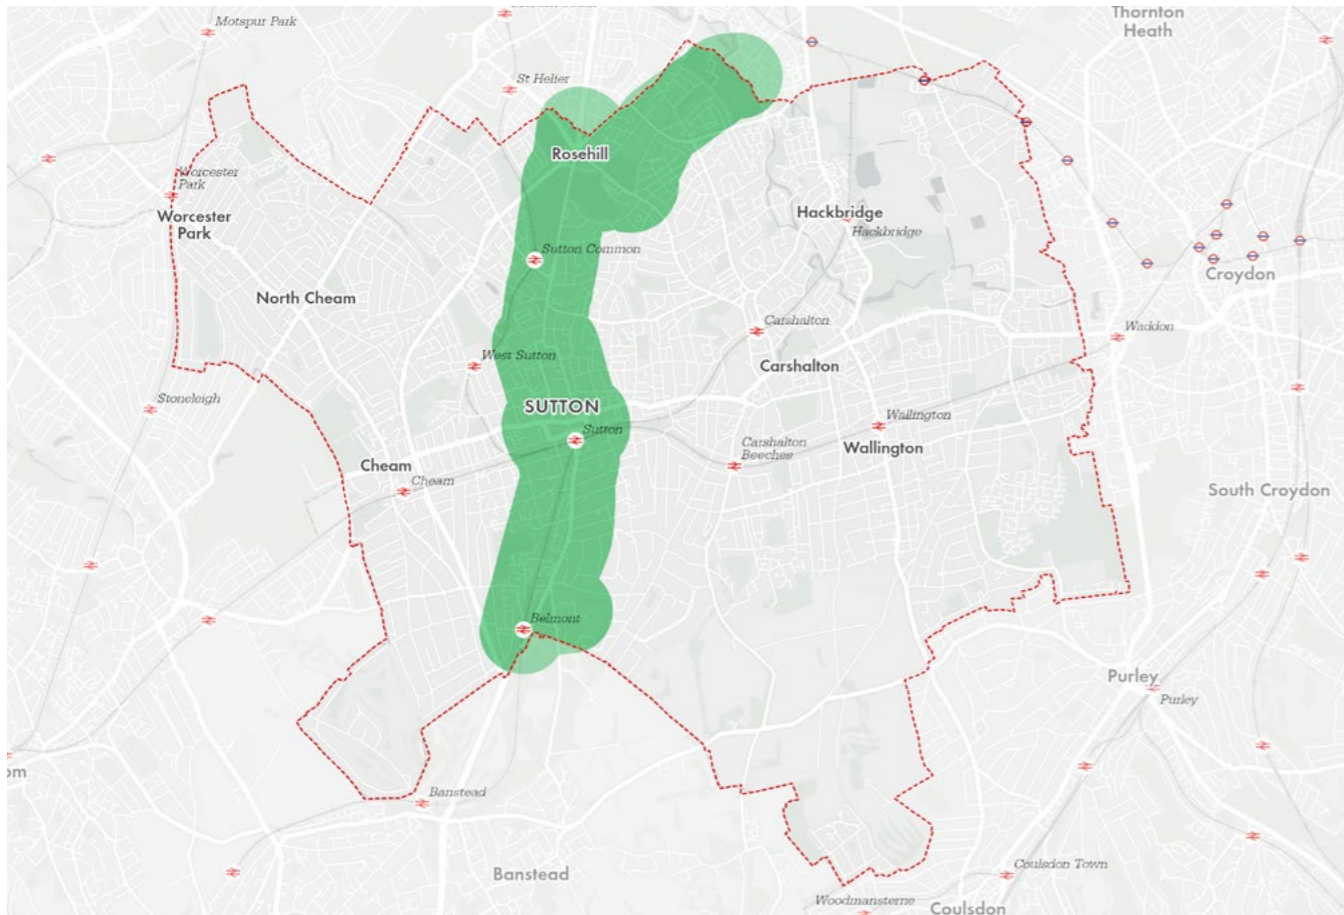 Motspur Park
Thornton
Heath
St Helier
Rosehill
Worcester
Park
Worcester
Park
Hackbridge
Hackbridge
Sutton Common
Croydon
North Cheam
Carshalton
Waddon
West Sutton
Carshalton
Stoneleigh
SUTTON
Wallington
Sutton
Carshalton
Beeches
Wallington
Cheam
Cheam
South Croydon
Belmont
Purley
Purley
om
Banstead
Banstead
Coulsdon Town
Woodmansterne
Coulsdon